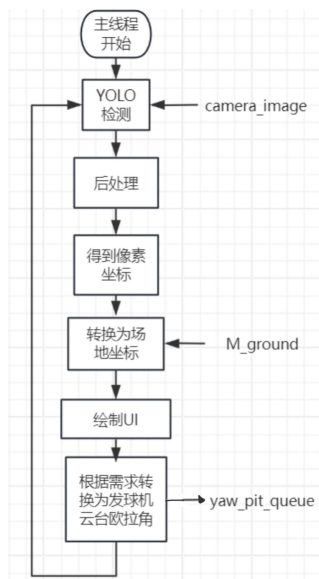 主线程
开始
YOLO
检测
camera_image
后处理
得到像素
坐标
转换为场
地坐标
M_ground
绘制UI
根据需求转
换为发球机
云台欧拉角
yaw_pit_queue